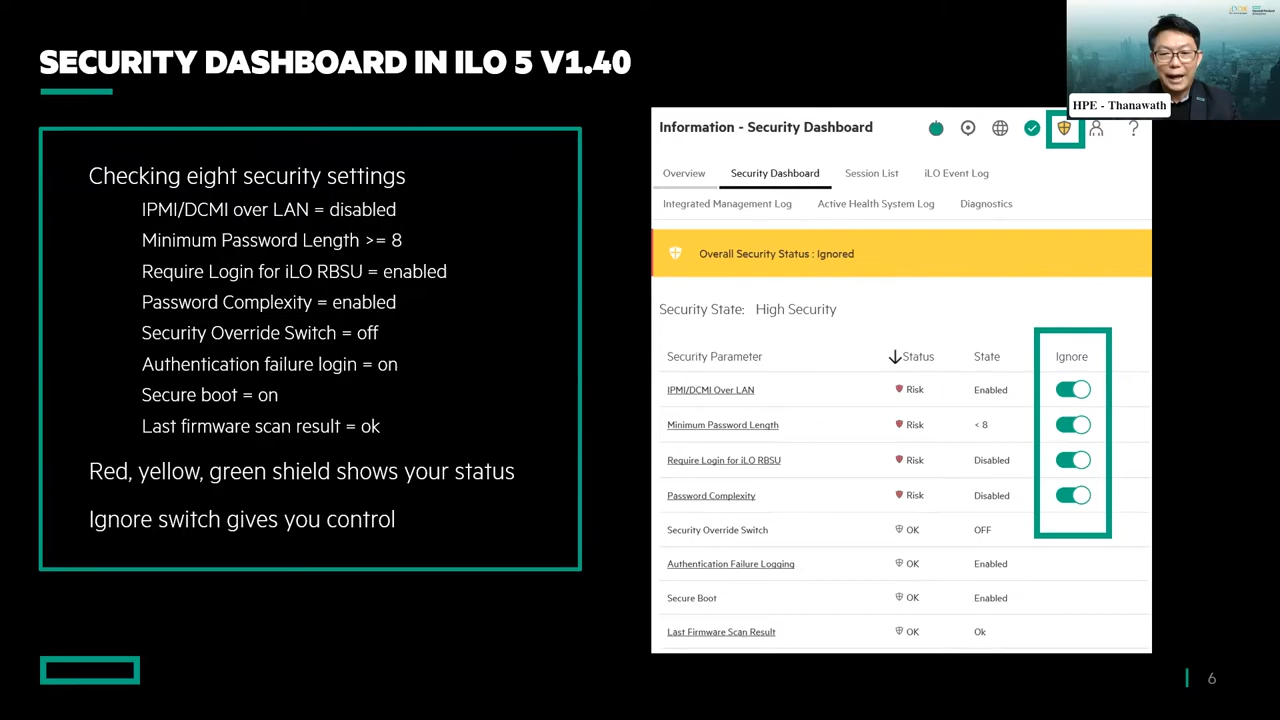 SECURITY DASHBOARD IN ILO 5 V1.40
HPE - Thanawath
Checking eight security settings
IPMI/DCMI over LAN = disabled
Minimum Password Length >= 8
Require Login for iLO RBSU = enabled
Password Complexity = enabled
Security Override Switch = off
Authentication failure login = on
Secure boot = on
Last firmware scan result = ok
Red, yellow, green shield shows your status
Ignore switch gives you control
Information - Security Dashboard
?
Overview Security Dashboard Session List iLO Event Log
Integrated Management Log Active Health System Log Diagnostics
Overall Security Status : Ignored
Security State: High Security
Security Parameter Status State Ignore
IPMI/DCMI Over LAN Risk Enabled
Minimum Password Length Risk < 8
Require Login for iLO RBSU Risk Disabled
Password Complexity Risk Disabled
Security Override Switch OK OFF
Authentication Failure Logging OK Enabled
Secure Boot OK Enabled
Last Firmware Scan Result OK Ok
6